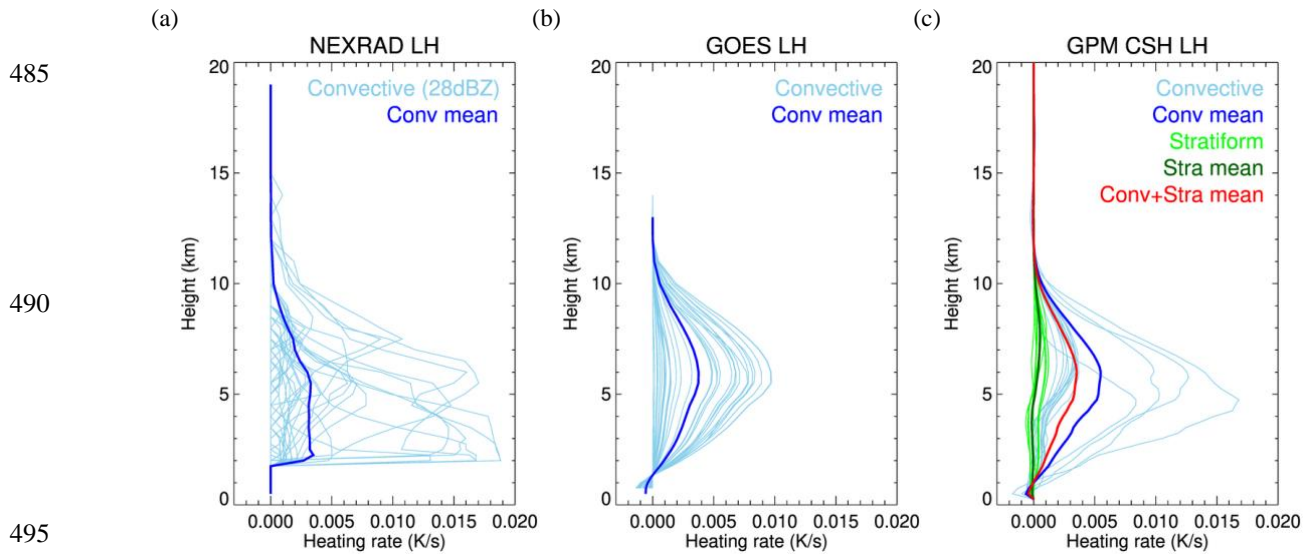 (a) (b) (c)
NEXRAD LH GOES LH GPM CSH LH
485
20 20 20
Convective (28dBZ) Convective Convective
Conv mean Conv mean Conv mean
Stratiform
Stra mean
Conv+Stra mean
15 15 15
Height (km) Height (km) Height (km)
490
10 10 10
5 5 5
0 0 0
0.000 0.005 0.010 0.015 0.020 0.000 0.005 0.010 0.015 0.020 0.000 0.005 0.010 0.015 0.020
495
Heating rate (K/s) Heating rate (K/s) Heating rate (K/s)